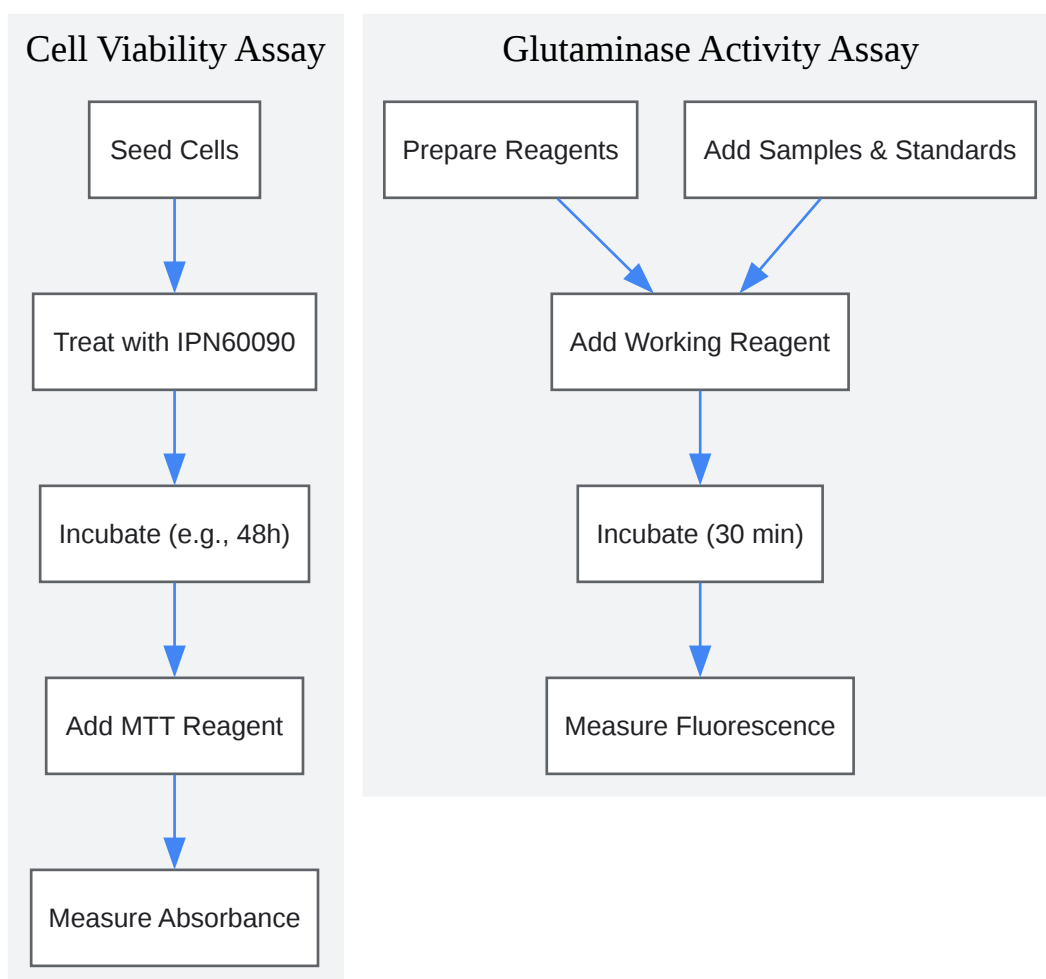 Cell Viability Assay
Seed Cells
Treat with IPN60090
Incubate (e.g., 48h)
Add MTT Reagent
Measure Absorbance
Glutaminase Activity Assay
Prepare Reagents
Add Samples & Standards
Add Working Reagent
Incubate (30 min)
Measure Fluorescence